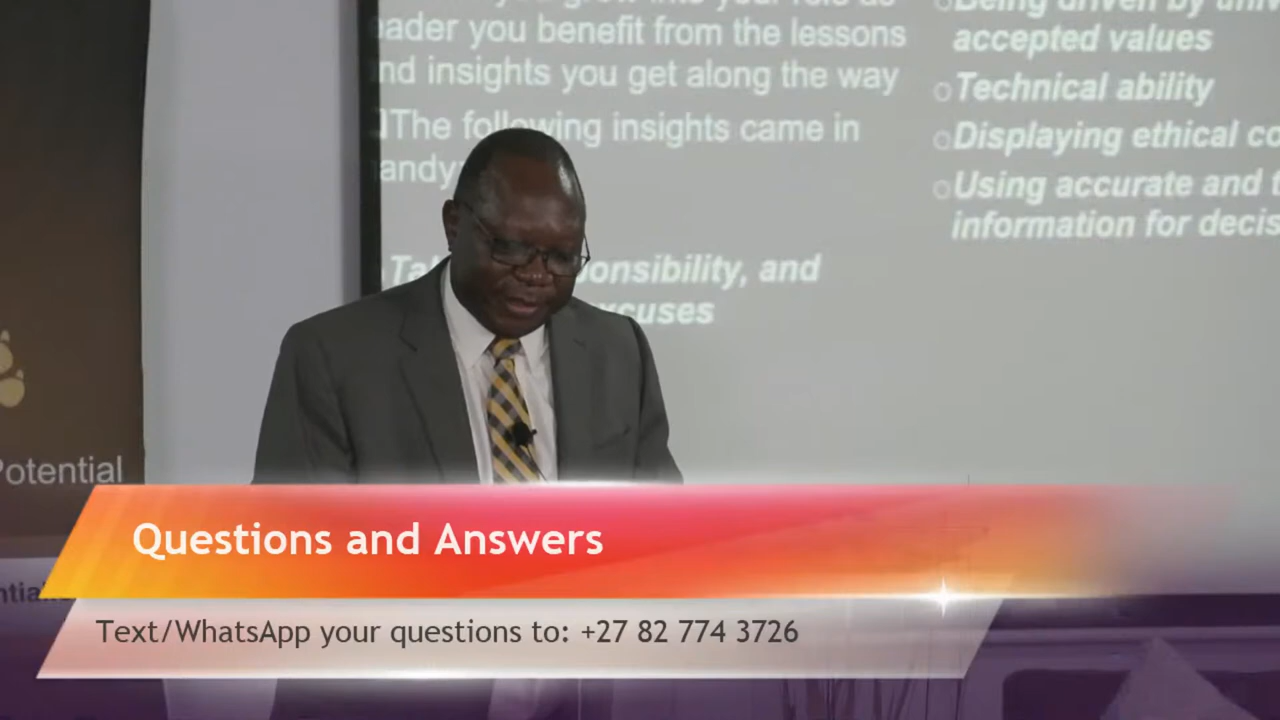 eader you benefit from the lessons
nd insights you get along the way
The following insights came in
andy
onsibility, and
xcuses
accepted values
Technical ability
Displaying ethical co
Using accurate and t
information for decis
Potential
Questions and Answers
Text/WhatsApp your questions to: +27 82 774 3726